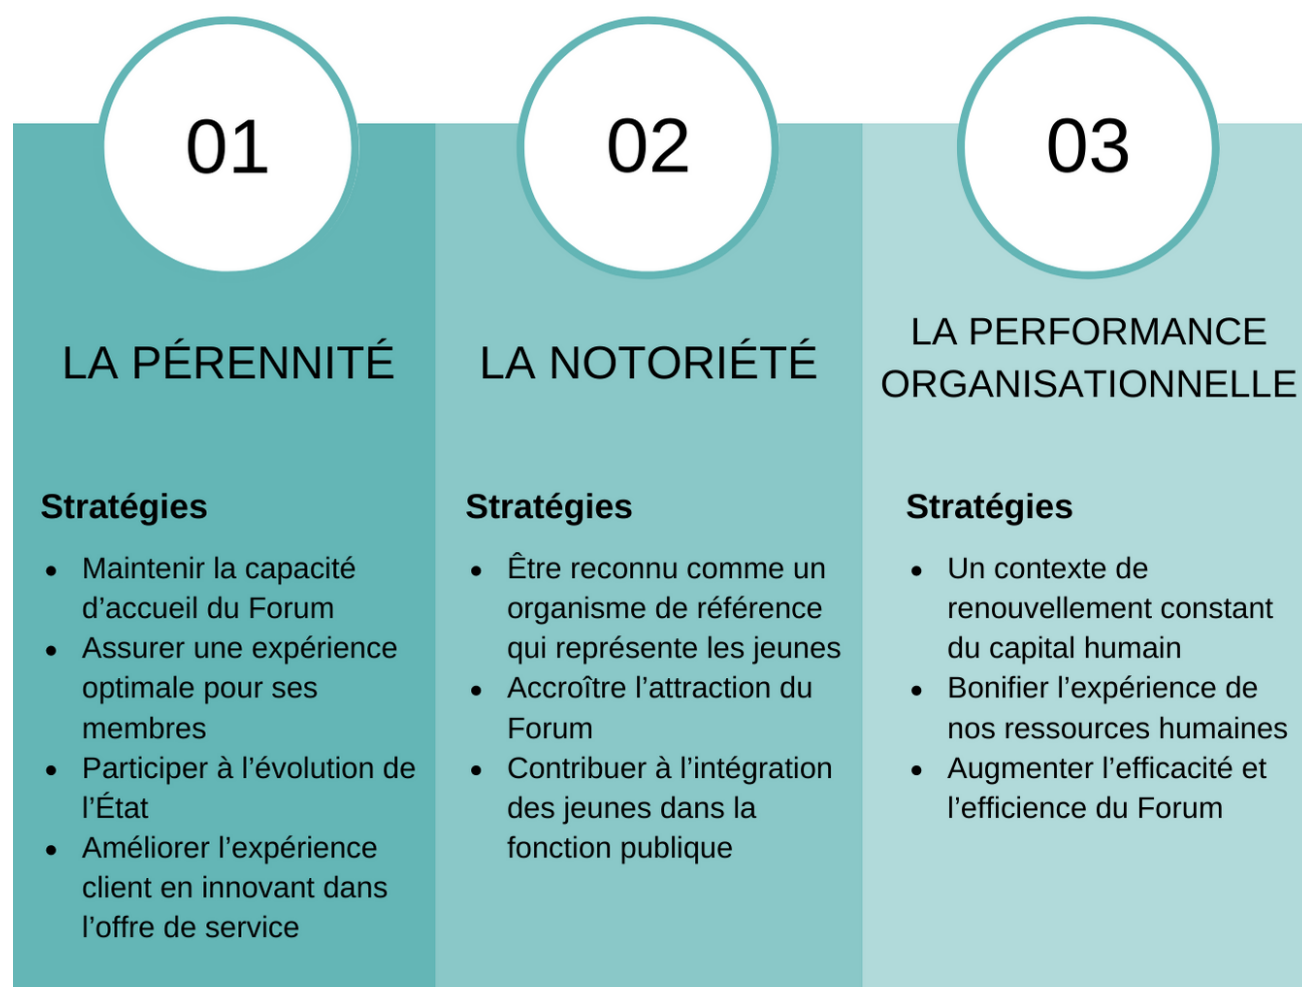 01
LA PÉRENNITÉ
Stratégies
• Maintenir la capacité
d’accueil du Forum
• Assurer une expérience
optimale pour ses
membres
• Participer à l’évolution de
l’État
• Améliorer l’expérience
client en innovant dans
l’offre de service
02
LA NOTORIÉTÉ
Stratégies
• Être reconnu comme un
organisme de référence
qui représente les jeunes
• Accroître l’attraction du
Forum
• Contribuer à l’intégration
des jeunes dans la
fonction publique
03
LA PERFORMANCE
ORGANISATIONNELLE
Stratégies
• Un contexte de
renouvellement constant
du capital humain
• Bonifier l’expérience de
nos ressources humaines
• Augmenter l’efficacité et
l’efficience du Forum